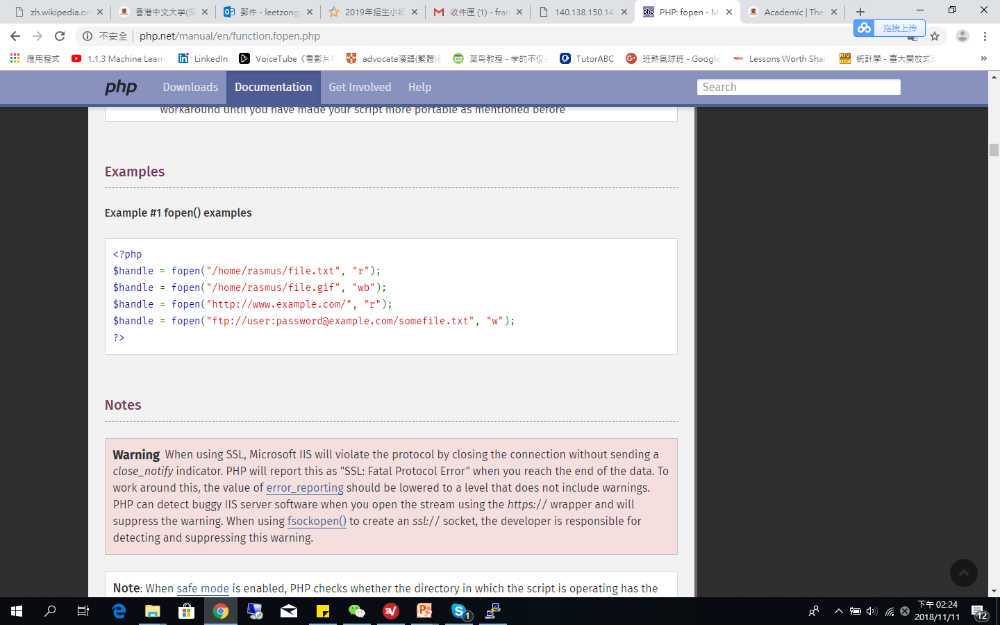 zh.wikipedia.or
香港中文大學(深
郵件 - leetzong
2019年招生小組
收件匣 (1) - fran
140.138.150.14
PHP: fopen - M
Academic | The
不安全 php.net/manual/en/function.fopen.php
拖拽上传
應用程式
1.1.3 Machine Learn
LinkedIn
VoiceTube《看影片
advocate漢語(繁體)
菜鸟教程 - 学的不仅
TutorABC
班熱氣球班 - Google
Lessons Worth Shar
統計學 - 臺大開放式
»
php
Downloads
Documentation
Get Involved
Help
Search
workaround until you have made your script more portable as mentioned before
Examples
Example #1 fopen() examples
<?php
$handle = fopen("/home/rasmus/file.txt", "r");
$handle = fopen("/home/rasmus/file.gif", "wb");
$handle = fopen("http://www.example.com/", "r");
$handle = fopen("ftp://user:password@example.com/somefile.txt", "w");
?>
Notes
Warning When using SSL, Microsoft IIS will violate the protocol by closing the connection without sending a
close_notify indicator. PHP will report this as "SSL: Fatal Protocol Error" when you reach the end of the data. To
work around this, the value of error_reporting should be lowered to a level that does not include warnings.
PHP can detect buggy IIS server software when you open the stream using the https:// wrapper and will
suppress the warning. When using fsockopen() to create an ssl:// socket, the developer is responsible for
detecting and suppressing this warning.
Note: When safe mode is enabled, PHP checks whether the directory in which the script is operating has the
下午 02:24
2018/11/11
12
1